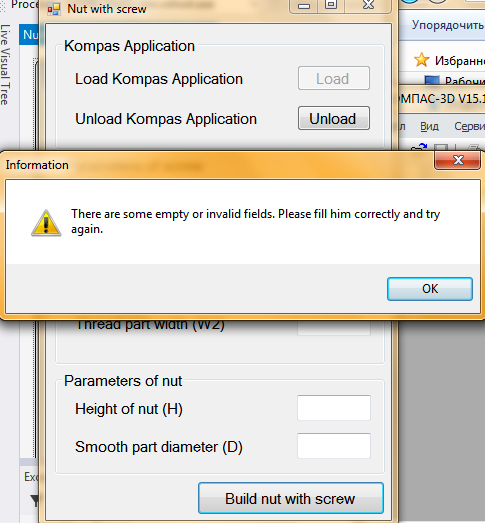 Proce
Nut with screw
Live Visual Tree
Nu
Упорядочить
Избранно
Рабочи
Kompas Application
Load Kompas Application
Load
Unload Kompas Application
Unload
МПАС-3D V15.1
л Вид Серви
Information
There are some empty or invalid fields. Please fill him correctly and try
again.
OK
Thread part width (W2)
Parameters of nut
Height of nut (H)
Smooth part diameter (D)
Exc
Build nut with screw